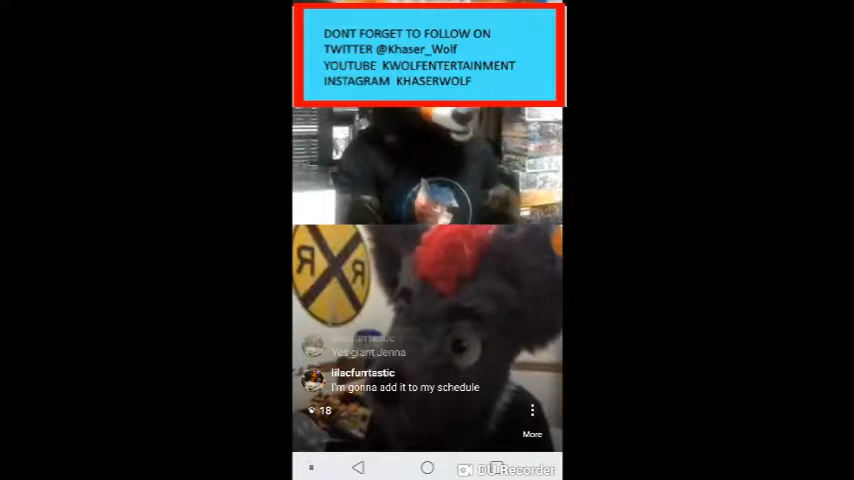 DONT FORGET TO FOLLOW ON
TWITTER @Khaser_Wolf
YOUTUBE KWOLFENTERTAINMENT
INSTAGRAM KHASERWOLF
R R
Yes giant Jenna
lilacfurrtastic
I'm gonna add it to my schedule
18
More
DU Recorder